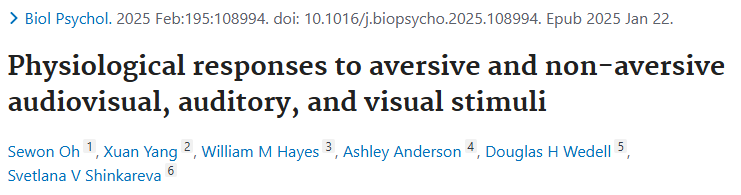 > Biol Psychol. 2025 Feb:195:108994. doi: 10.1016/j.biopsycho.2025.108994. Epub 2025 Jan 22.
Physiological responses to aversive and non-aversive
audiovisual, auditory, and visual stimuli
Sewon Oh 1, Xuan Yang 2, William M Hayes 3, Ashley Anderson 4, Douglas H Wedell 5,
Svetlana V Shinkareva 6